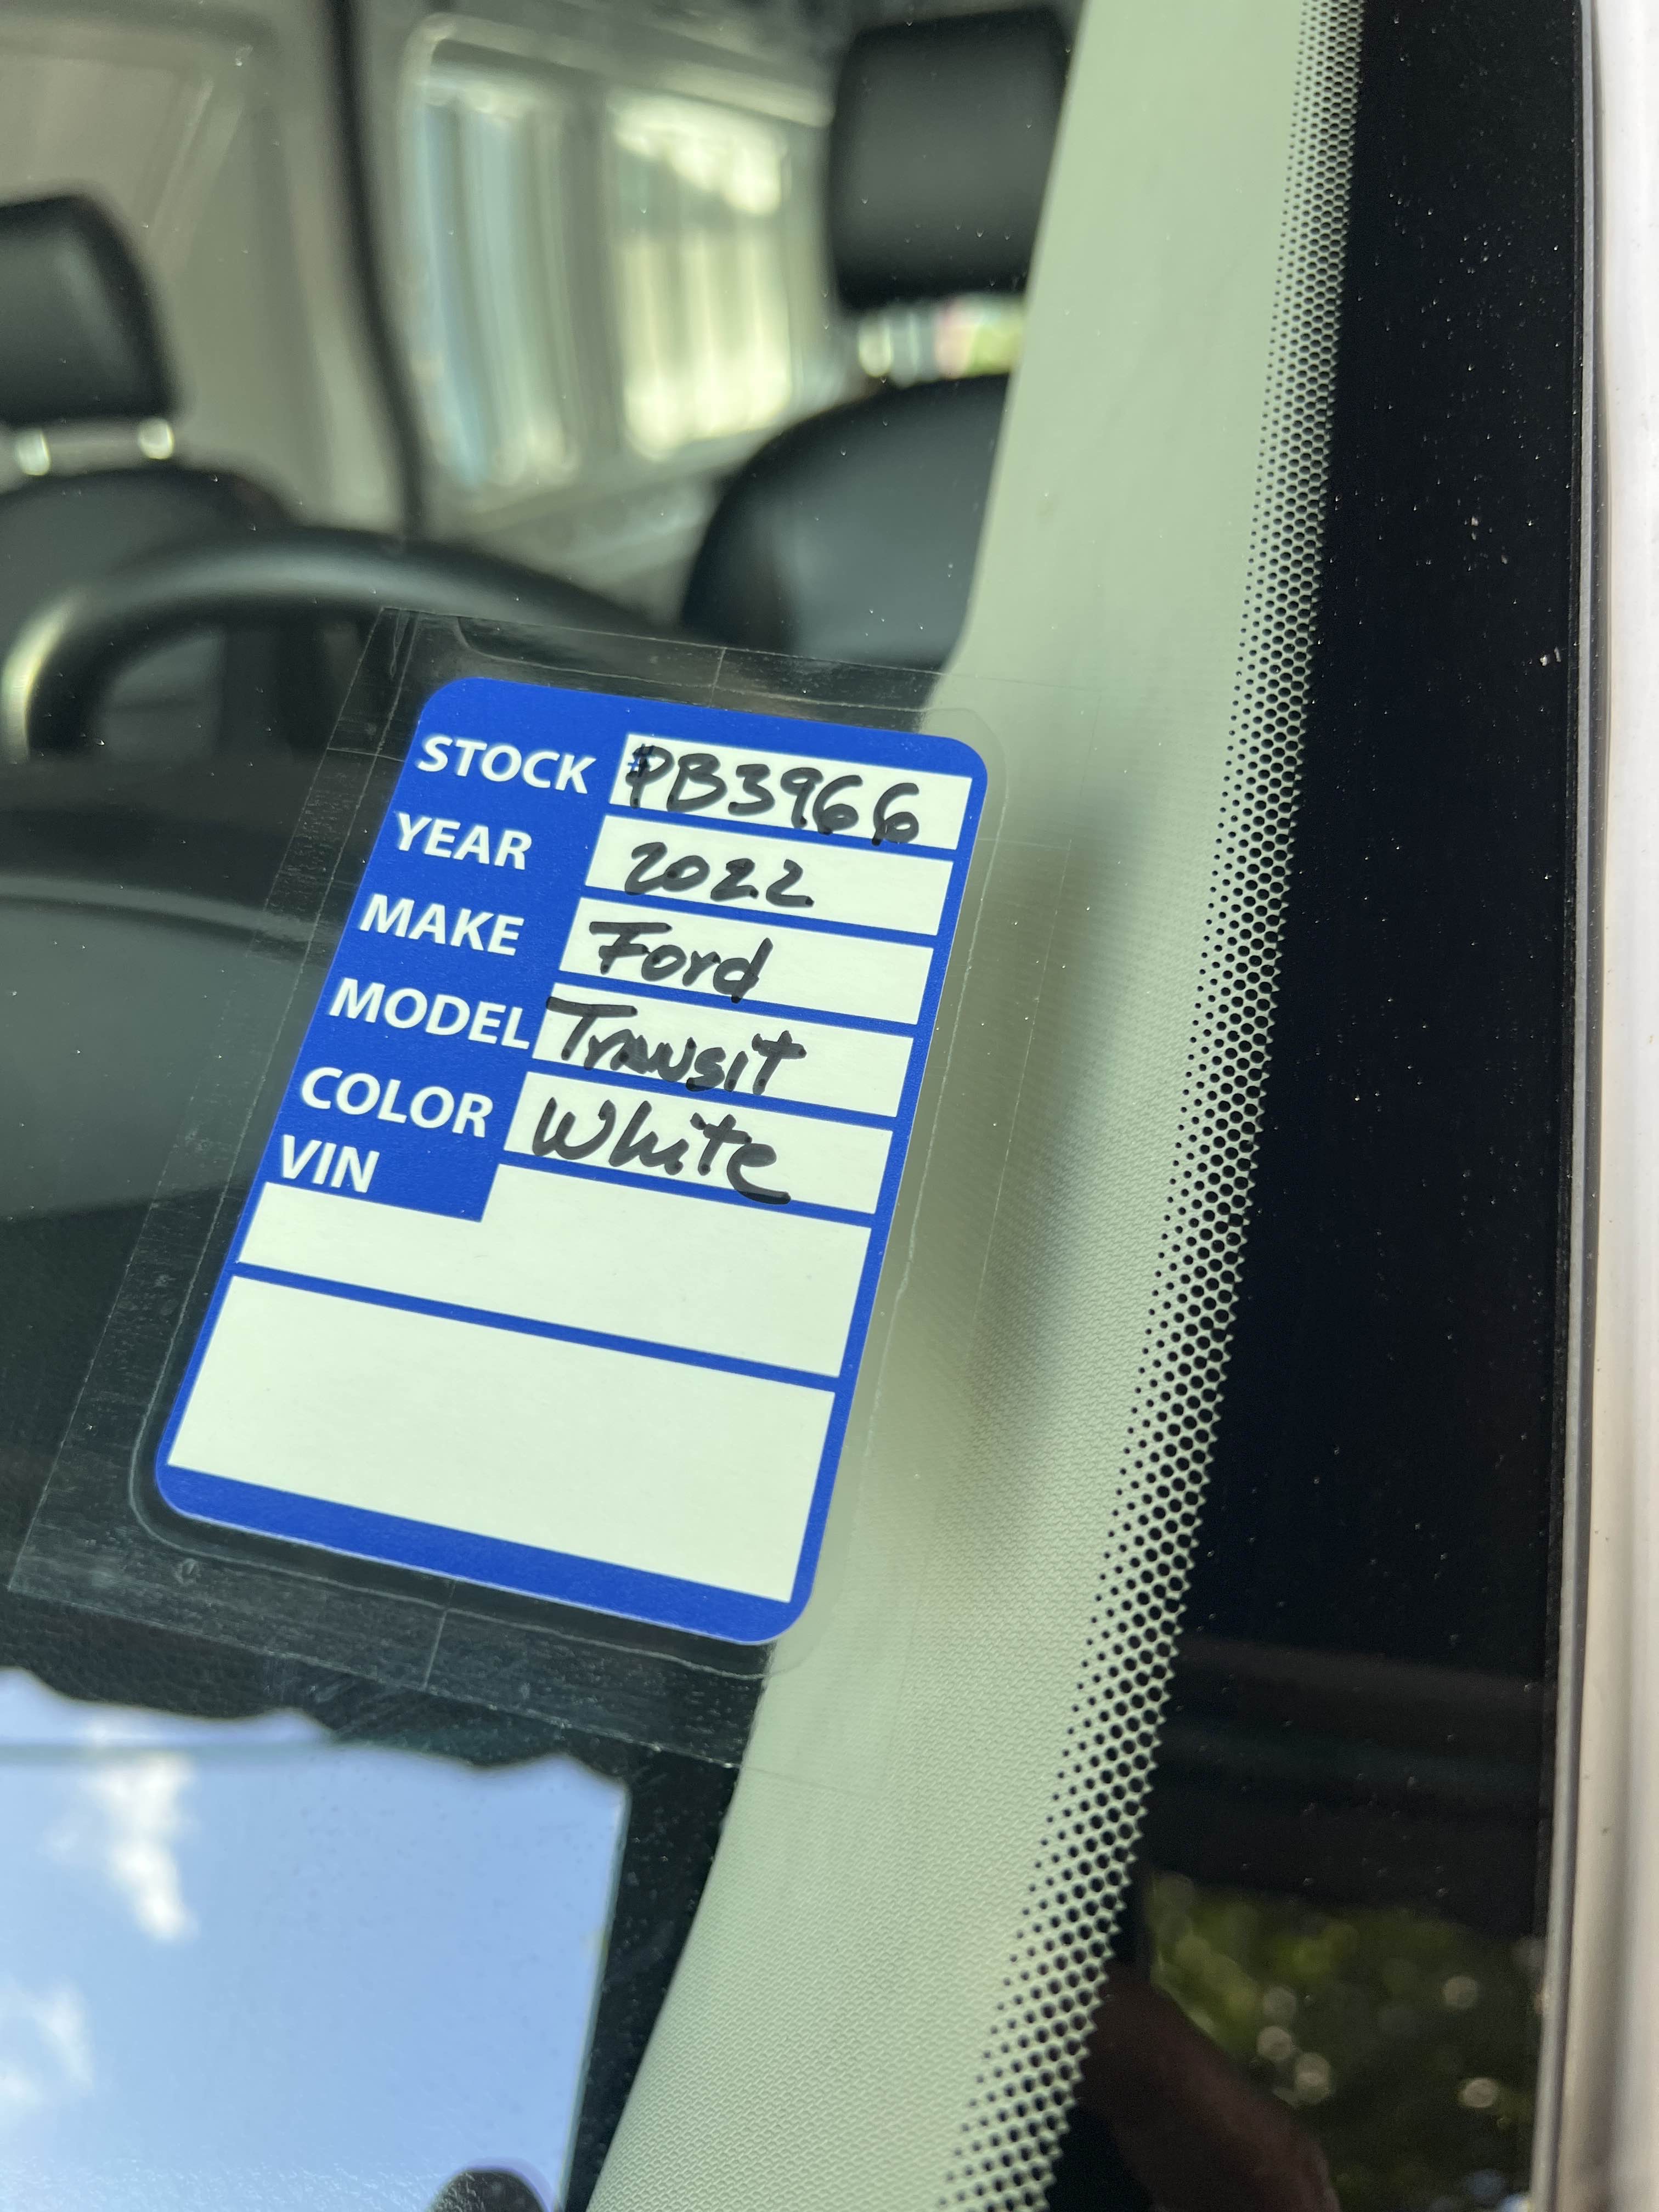 STOCK #PB3966
YEAR 2022
MAKE Ford
MODEL Transit
COLOR White
VIN